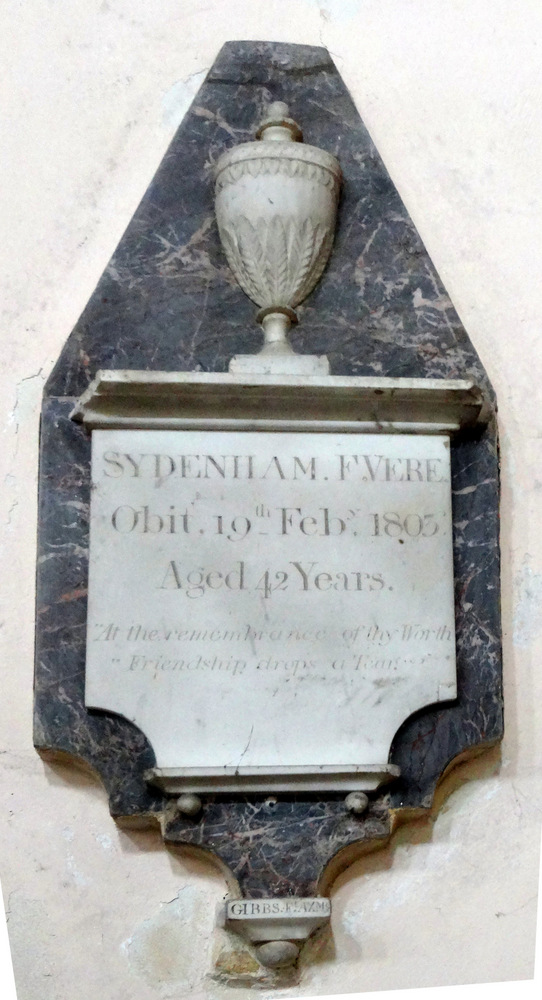 SYDENHAM. F. VERE.
Obit. 19th Feby. 1805.
Aged 42 Years.
"At the remembrance of thy Worth
"Friendship drops a Tear."
GIBBS. F: AXMR